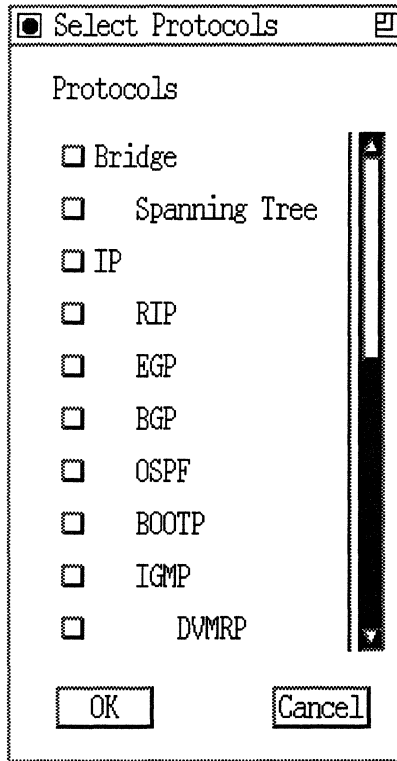 Select Protocols
Protocols
Bridge
Spanning Tree
IP
RIP
EGP
BGP
OSPF
BOOTP
IGMP
DVMRP
OK Cancel